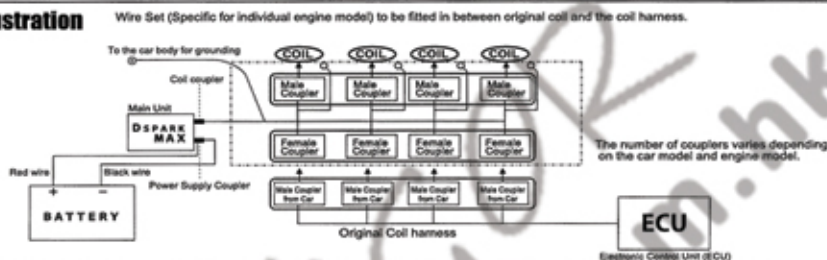 stration
Wire Set (Specific for individual engine model) to be fitted in between original coil and the coil harness.
To the car body for grounding
COIL COIL COIL COIL
Coil coupler
Male Coupler Male Coupler Male Coupler Male Coupler
Main Unit
DSPARK
MAX
Female Coupler Female Coupler Female Coupler Female Coupler
The number of couplers varies depending
on the car model and engine model.
Red wire
Black wire
Power Supply Coupler
+ −
BATTERY
Male Coupler from Car Male Coupler from Car Male Coupler from Car Male Coupler from Car
Original Coil harness
ECU
Electronic Control Unit (ECU)
m.hk